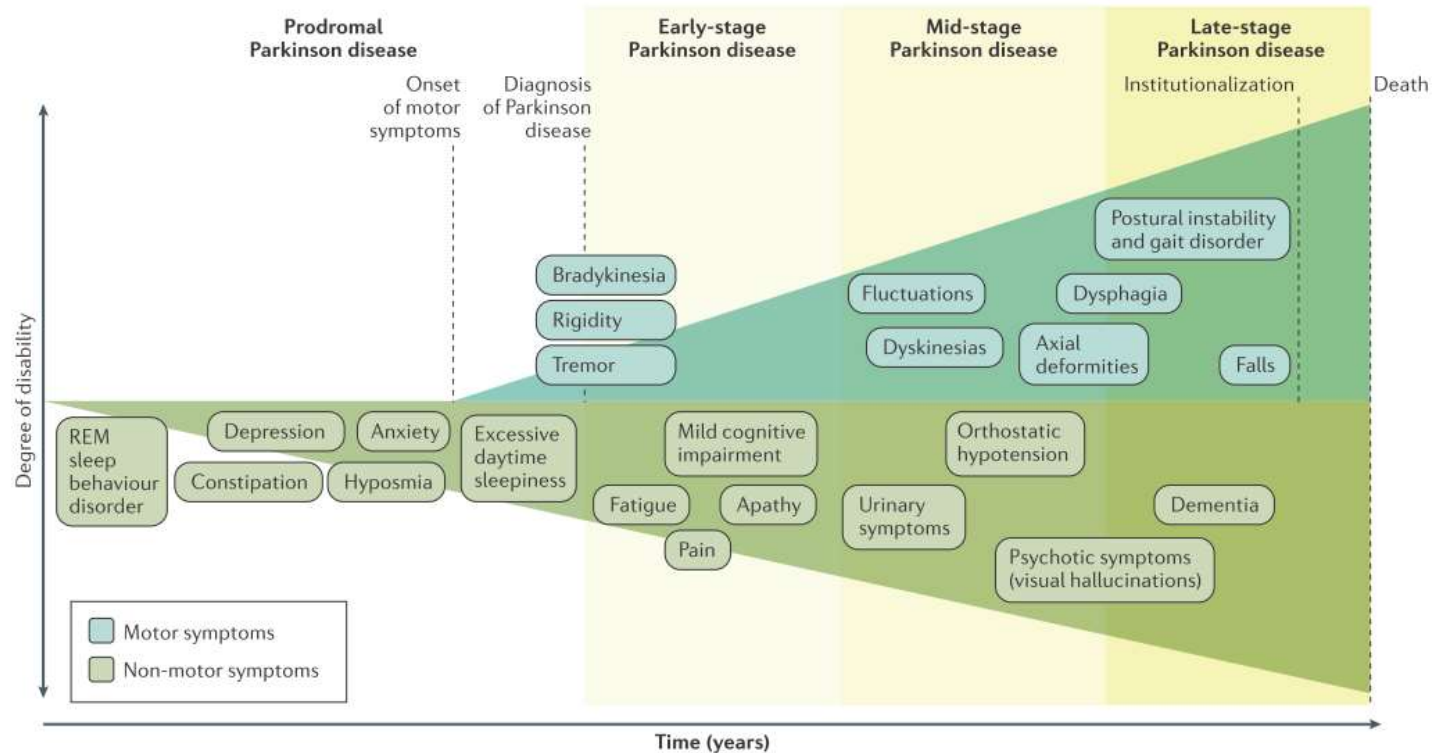 Prodromal
Parkinson disease
Early-stage
Parkinson disease
Mid-stage
Parkinson disease
Late-stage
Parkinson disease
Onset
of motor
symptoms
Diagnosis
of Parkinson
disease
Institutionalization
Death
Degree of disability
Postural instability
and gait disorder
Bradykinesia
Rigidity
Tremor
Fluctuations
Dysphagia
Dyskinesias
Axial
deformities
Falls
REM
sleep
behaviour
disorder
Depression
Anxiety
Constipation
Hyposmia
Excessive
daytime
sleepiness
Mild cognitive
impairment
Orthostatic
hypotension
Fatigue
Apathy
Pain
Urinary
symptoms
Dementia
Psychotic symptoms
(visual hallucinations)
Motor symptoms
Non-motor symptoms
Time (years)